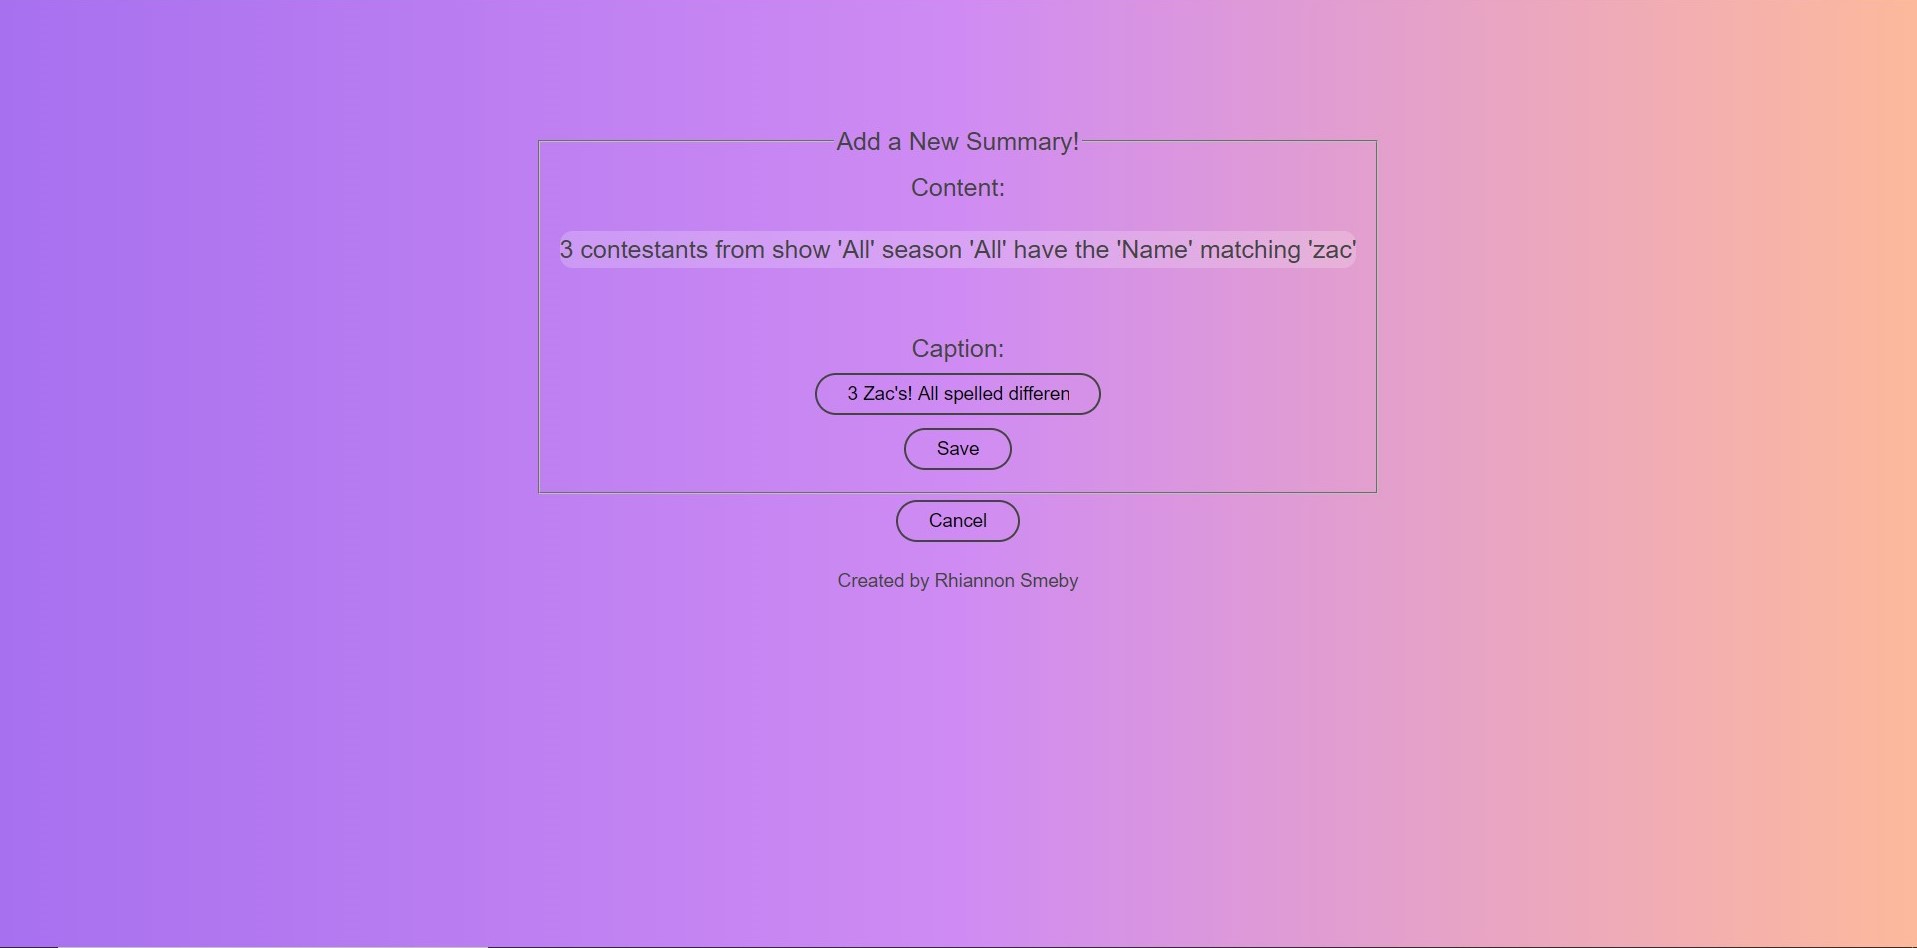 Add a New Summary!
Content:
3 contestants from show 'All' season 'All' have the 'Name' matching 'zac'
Caption:
3 Zac's! All spelled differen
Save
Cancel
Created by Rhiannon Smeby